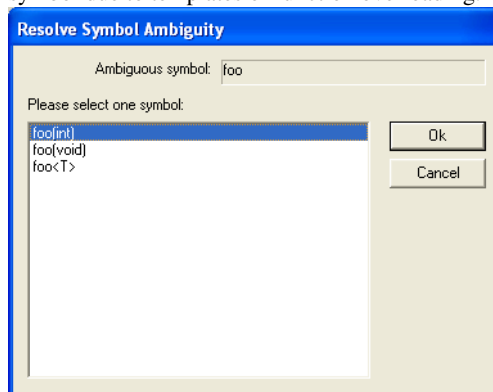 Resolve Symbol Ambiguity
Ambiguous symbol: foo
Please select one symbol:
foo(int)
foo(void)
foo<T>
Ok
Cancel